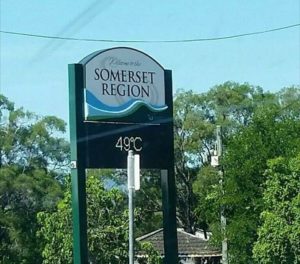 Welcome to the
SOMERSET
REGION
49°C